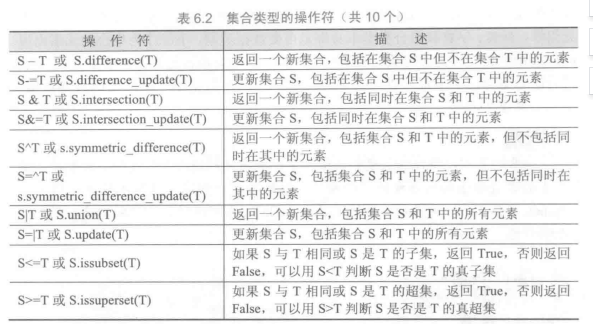 表 6.2 集合类型的操作符（共 10 个）
操 作 符 描 述
S – T 或 S.difference(T) 返回一个新集合，包括在集合 S 中但不在集合 T 中的元素
S-=T 或 S.difference_update(T) 更新集合 S，包括在集合 S 中但不在集合 T 中的元素
S & T 或 S.intersection(T) 返回一个新集合，包括同时在集合 S 和 T 中的元素
S&=T 或 S.intersection_update(T) 更新集合 S，包括同时在集合 S 和 T 中的元素
S^T 或 s.symmetric_difference(T) 返回一个新集合，包括集合 S 和 T 中的元素，但不包括同
时在其中的元素
S=^T 或 更新集合 S，包括集合 S 和 T 中的元素，但不包括同时在
s.symmetric_difference_update(T) 其中的元素
S|T 或 S.union(T) 返回一个新集合，包括集合 S 和 T 中的所有元素
S=|T 或 S.update(T) 更新集合 S，包括集合 S 和 T 中的所有元素
S<=T 或 S.issubset(T) 如果 S 与 T 相同或 S 是 T 的子集，返回 True，否则返回
False，可以用 S<T 判断 S 是否是 T 的真子集
S>=T 或 S.issuperset(T) 如果 S 与 T 相同或 S 是 T 的超集，返回 True，否则返回
False，可以用 S>T 判断 S 是否是 T 的真超集